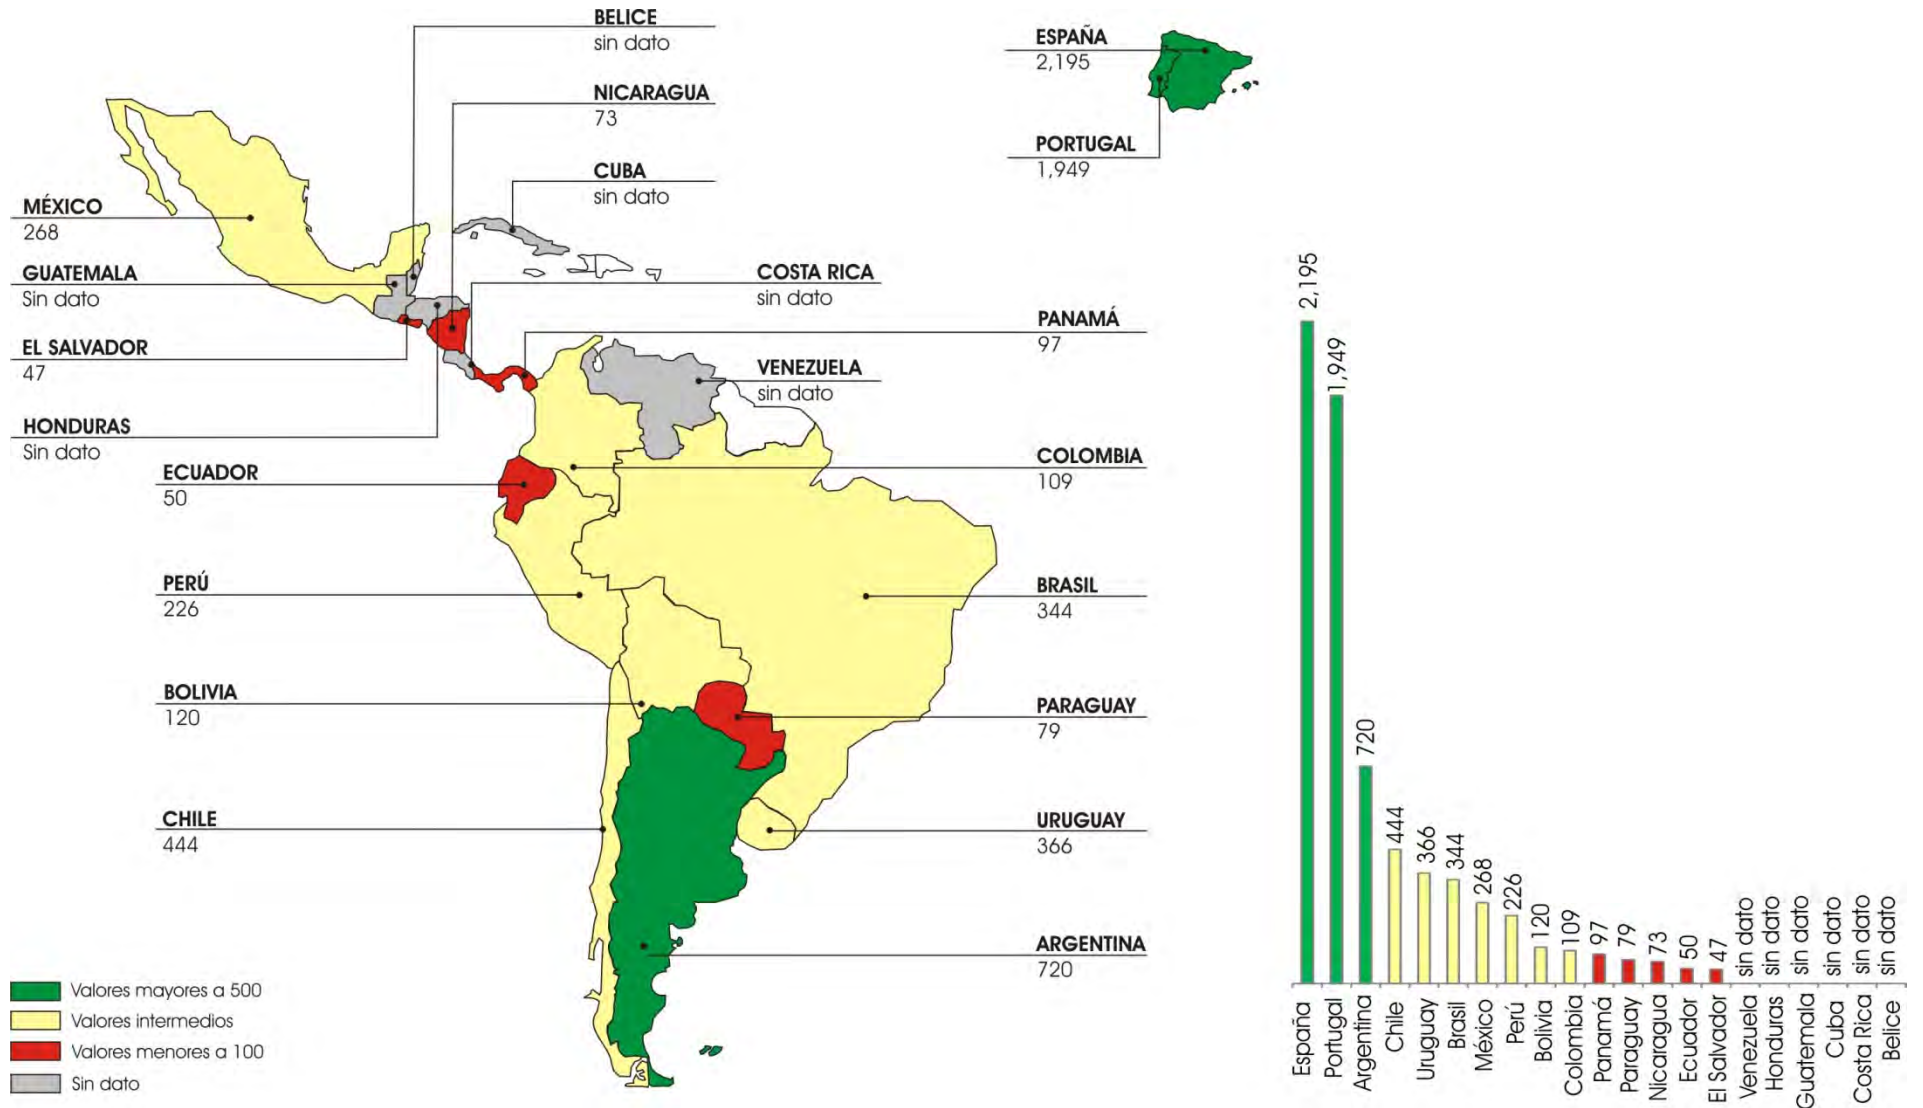 BELICE
sin dato
NICARAGUA
73
CUBA
sin dato
ESPAÑA
2,195
PORTUGAL
1,949
MÉXICO
268
GUATEMALA
Sin dato
EL SALVADOR
47
HONDURAS
Sin dato
COSTA RICA
sin dato
PANAMÁ
97
VENEZUELA
sin dato
ECUADOR
50
COLOMBIA
109
PERÚ
226
BRASIL
344
BOLIVIA
120
PARAGUAY
79
CHILE
444
URUGUAY
366
ARGENTINA
720
Valores mayores a 500
Valores intermedios
Valores menores a 100
Sin dato
2,195
1,949
720
444
366
344
268
226
120
109
97
79
73
50
47
sin dato
sin dato
sin dato
sin dato
sin dato
sin dato
España
Portugal
Argentina
Chile
Uruguay
Brasil
México
Perú
Bolivia
Colombia
Panamá
Paraguay
Nicaragua
Ecuador
El Salvador
Venezuela
Honduras
Guatemala
Cuba
Costa Rica
Belice